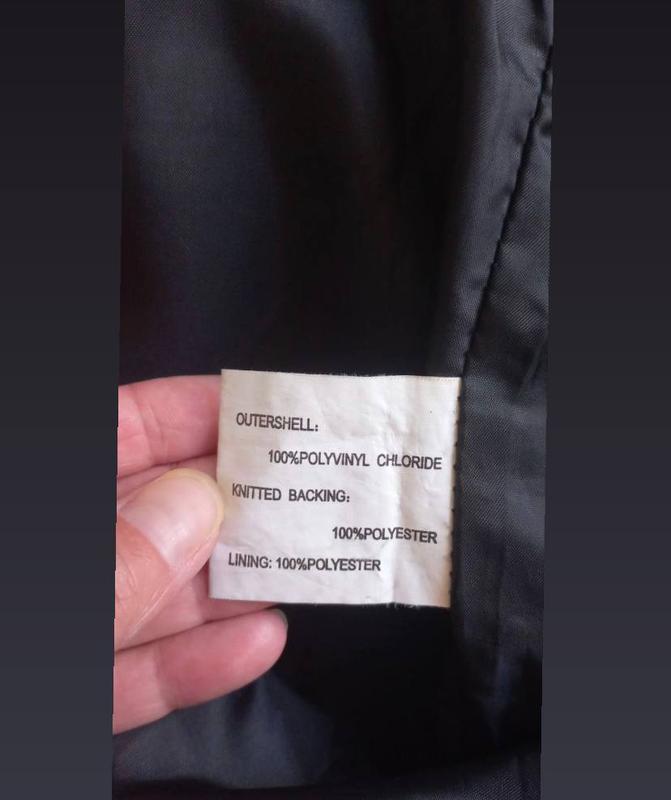 OUTERSHELL:
100%POLYVINYL CHLORIDE
KNITTED BACKING:
100%POLYESTER
LINING: 100%POLYESTER